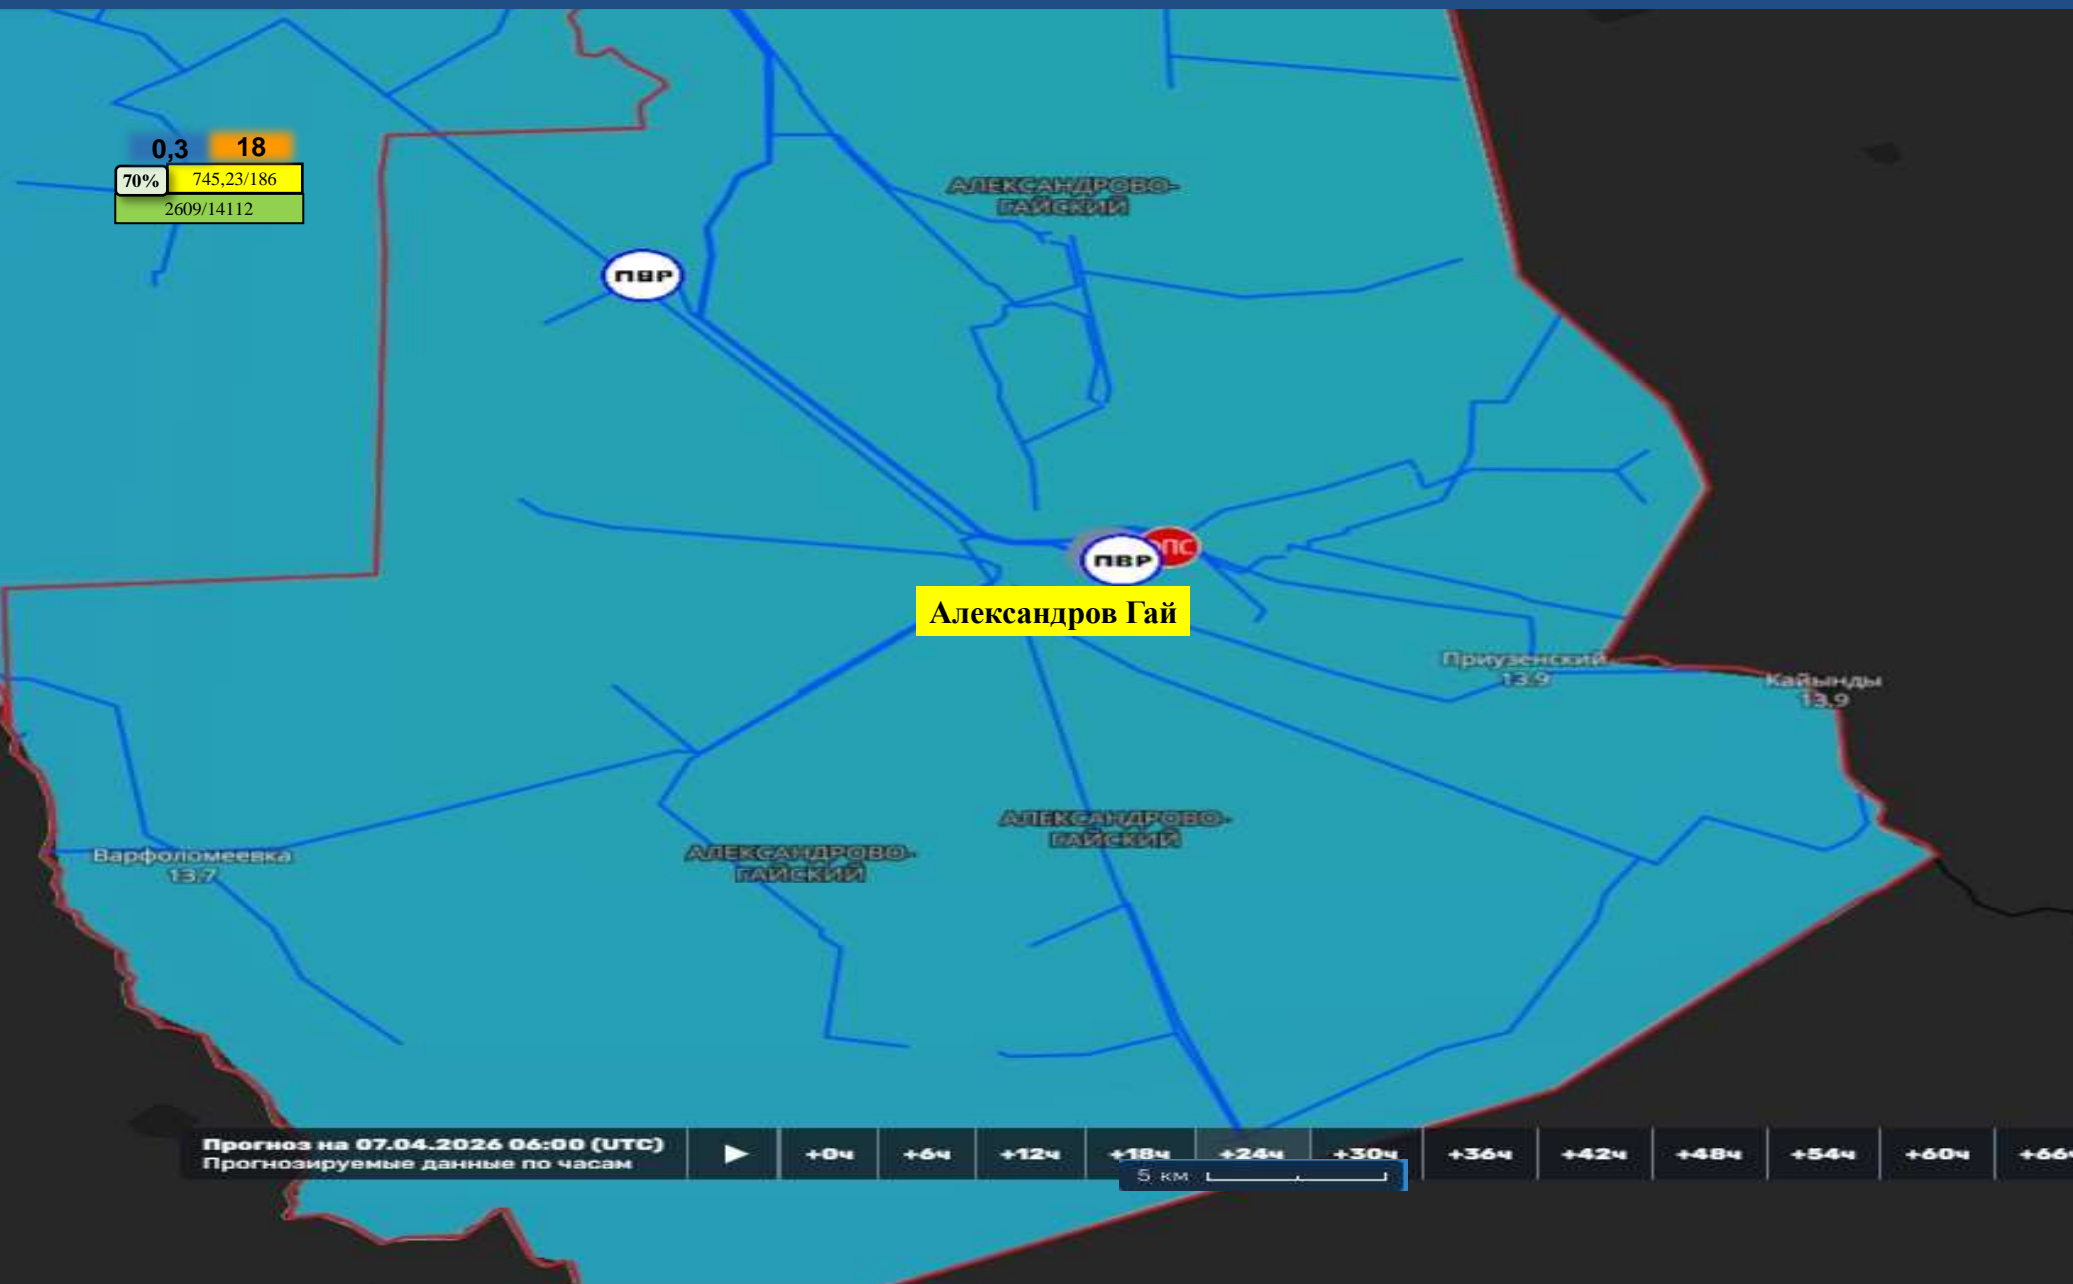 0,3 18
70% 745,23/186
2609/14112
АЛЕКСАНДРОВО-
ГАЙСКИЙ
ПВР
ПВР
ПС
Александров Гай
Приузенский
13.9
Кайынды
13.9
АЛЕКСАНДРОВО-
ГАЙСКИЙ
Варфоломеевка
13.7
АЛЕКСАНДРОВО-
ГАЙСКИЙ
Прогноз на 07.04.2026 06:00 (UTC)
Прогнозируемые данные по часам
+0ч +6ч +12ч +18ч +24ч +30ч +36ч +42ч +48ч +54ч +60ч +66ч
5 км